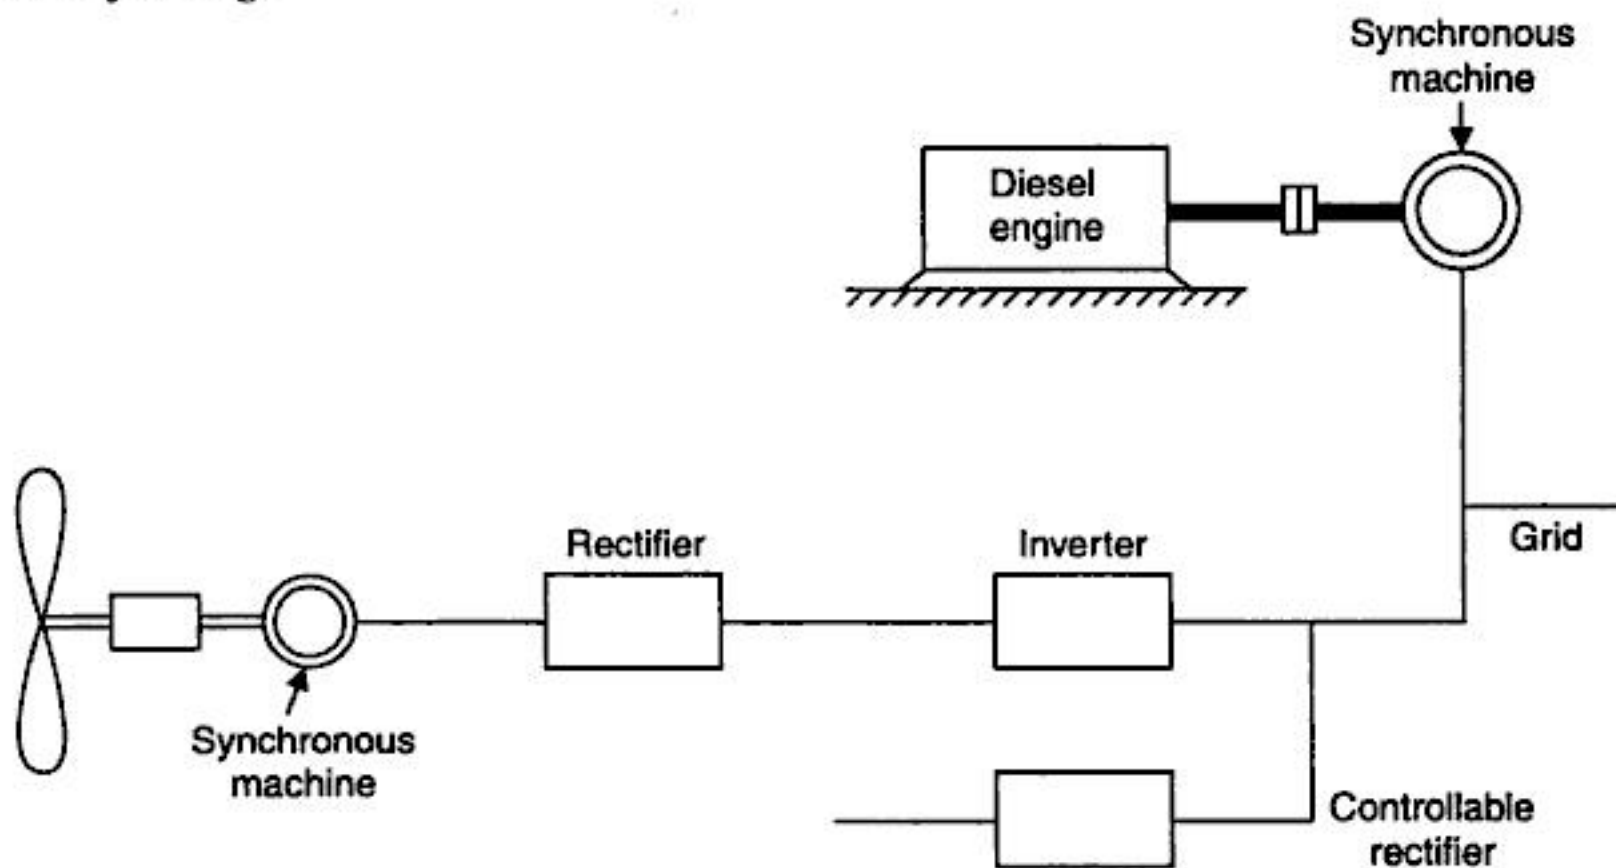 Synchronous
machine
Diesel
engine
Grid
Rectifier
Inverter
Synchronous
machine
Controllable
rectifier